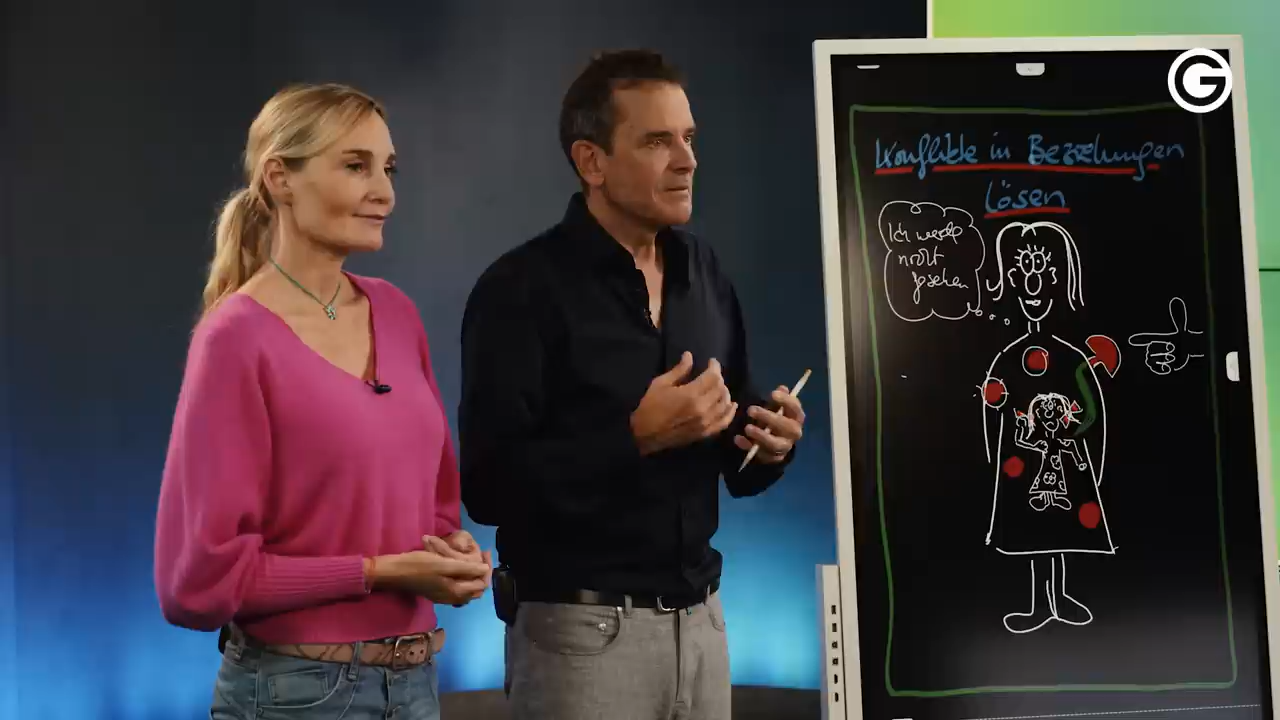 Konflikte in Beziehungen
lösen
Ich werde
nicht
gesehen
G